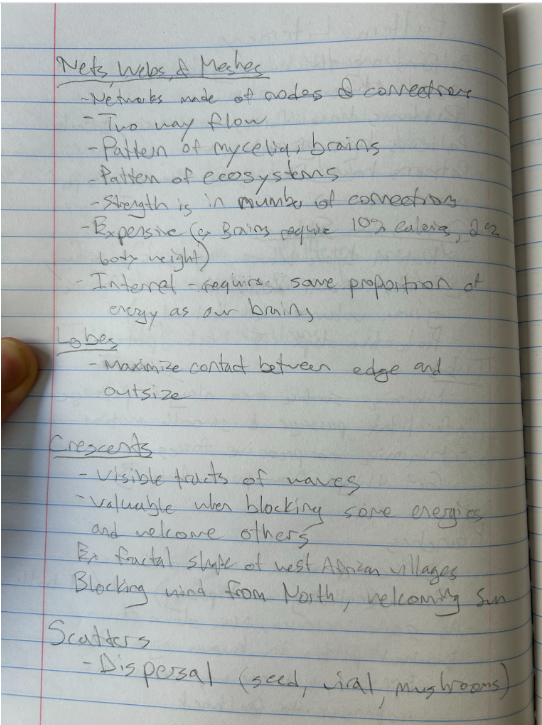 Nets, Webs, & Meshes
- Networks made of nodes & connections
- Two way flow
- Pattern of mycelia, brains
- Pattern of ecosystems
- Strength is in number of connections
- Expensive (ex Brains require 10% calories, 2%
body weight)
- Internet - requires same proportion of
energy as our brains
Lobes
- Maximize contact between edge and
outsize
Crescents
- visible of waves
- valuable when blocking some energies
and welcome others
Ex fractal shape of west African villages
Blocking wind from North, welcoming sun
Scatters
- Dispersal (seed, viral, mushrooms)